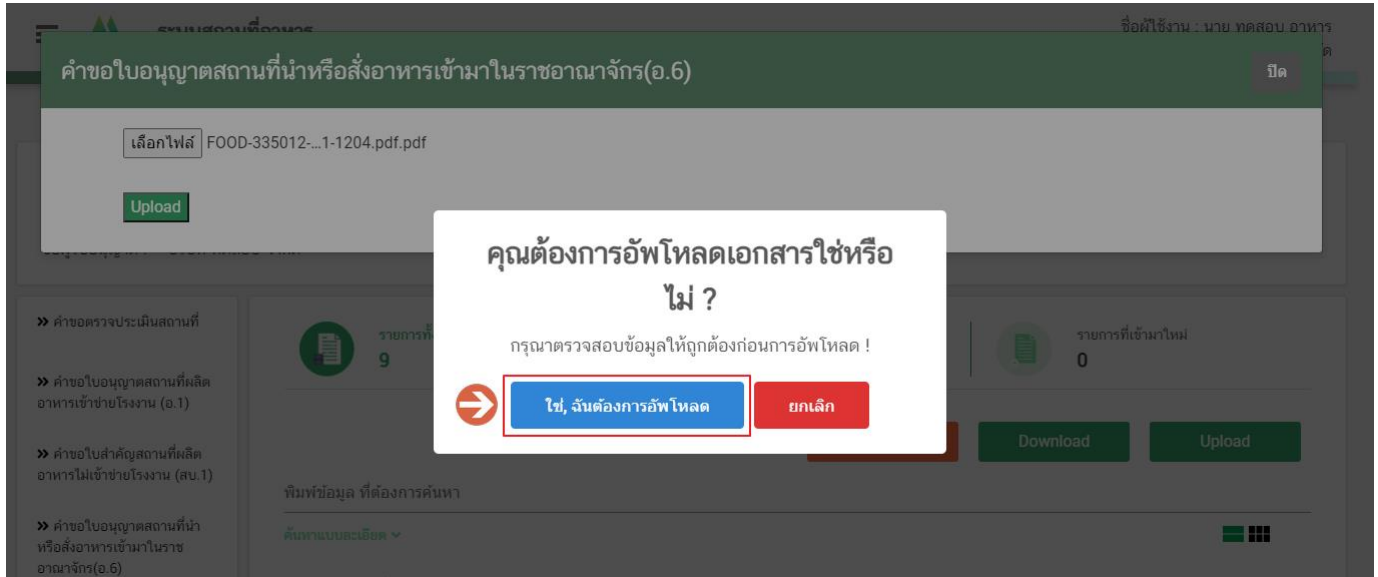 ระบบสถานที่อาหาร
ชื่อผู้ใช้งาน : นาย ทดสอบ อาหาร
คำขอใบอนุญาตสถานที่นำหรือสั่งอาหารเข้ามาในราชอาณาจักร(อ.6)
ปิด
เลือกไฟล์ FOOD-335012-...1-1204.pdf.pdf
Upload
คุณต้องการอัพโหลดเอกสารใช่หรือ
ไม่ ?
กรุณาตรวจสอบข้อมูลให้ถูกต้องก่อนการอัพโหลด !
ใช่, ฉันต้องการอัพโหลด
ยกเลิก
» คำขอตรวจประเมินสถานที่
9
รายการที่เข้ามาใหม่
0
» คำขอใบอนุญาตสถานที่ผลิต
อาหารเข้าข่ายโรงงาน (อ.1)
Download
Upload
» คำขอใบสำคัญสถานที่ผลิต
อาหารไม่เข้าข่ายโรงงาน (สบ.1)
พิมพ์ข้อมูล ที่ต้องการค้นหา
» คำขอใบอนุญาตสถานที่นำ
หรือสั่งอาหารเข้ามาในราช
อาณาจักร(อ.6)
ค้นหาแบบละเอียด